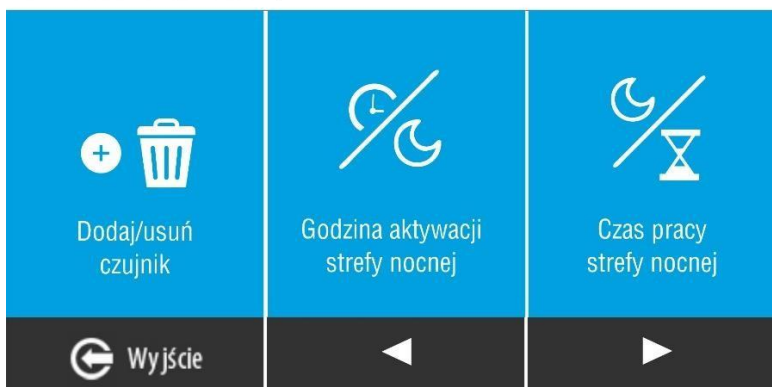 Dodaj/usuń
czujnik
Godzina aktywacji
strefy nocnej
Czas pracy
strefy nocnej
Wyjście